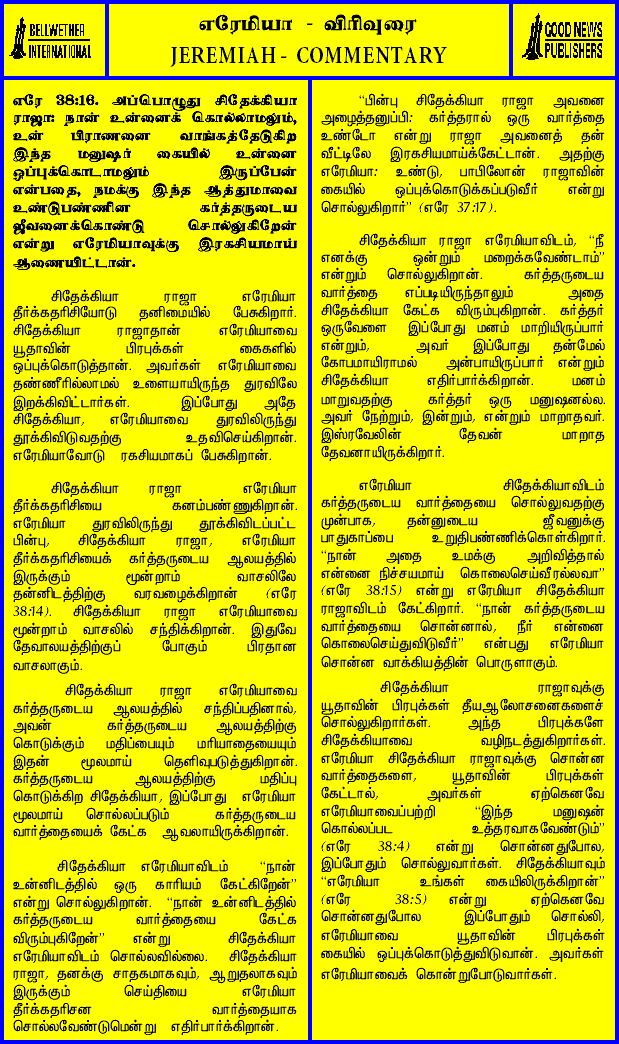 BELLWETHER
INTERNATIONAL
எரேமியா - விரிவுரை
JEREMIAH - COMMENTARY
GOOD NEWS
PUBLISHERS
எரே 38:16. அப்பொழுது சிதேக்கியா
ராஜா: நான் உன்னைக் கொல்லாமலும்,
உன் பிராணனை வாங்கத்தேடுகிற
இந்த மனுஷர் கையில் உன்னை
ஒப்புக்கொடாமலும் இருப்பேன்
என்பதை, நமக்கு இந்த ஆத்துமாவை
உண்டுபண்ணின கர்த்தருடைய
ஜீவனைக்கொண்டு சொல்லுகிறேன்
என்று எரேமியாவுக்கு இரகசியமாய்
ஆணையிட்டான்.
சிதேக்கியா ராஜா எரேமியா
தீர்க்கதரிசியோடு தனிமையில் பேசுகிறார்.
சிதேக்கியா ராஜாதான் எரேமியாவை
யூதாவின் பிரபுக்கள் கைகளில்
ஒப்புக்கொடுத்தான். அவர்கள் எரேமியாவை
தண்ணீரில்லாமல் உளையாயிருந்த துரவிலே
இறக்கிவிட்டார்கள். இப்போது அதே
சிதேக்கியா, எரேமியாவை துரவிலிருந்து
தூக்கிவிடுவதற்கு உதவிசெய்கிறான்.
எரேமியாவோடு ரகசியமாகப் பேசுகிறான்.
சிதேக்கியா ராஜா எரேமியா
தீர்க்கதரிசியை கனம்பண்ணுகிறான்.
எரேமியா துரவிலிருந்து தூக்கிவிடப்பட்ட
பின்பு, சிதேக்கியா ராஜா, எரேமியா
தீர்க்கதரிசியைக் கர்த்தருடைய ஆலயத்தில்
இருக்கும் மூன்றாம் வாசலிலே
தன்னிடத்திற்கு வரவழைக்கிறான் (எரே
38:14). சிதேக்கியா ராஜா எரேமியாவை
மூன்றாம் வாசலில் சந்திக்கிறான். இதுவே
தேவாலயத்திற்குப் போகும் பிரதான
வாசலாகும்.
சிதேக்கியா ராஜா எரேமியாவை
கர்த்தருடைய ஆலயத்தில் சந்திப்பதினால்,
அவன் கர்த்தருடைய ஆலயத்திற்கு
கொடுக்கும் மதிப்பையும் மரியாதையையும்
இதன் மூலமாய் தெளிவுபடுத்துகிறான்.
கர்த்தருடைய ஆலயத்திற்கு மதிப்பு
கொடுக்கிற சிதேக்கியா, இப்போது எரேமியா
மூலமாய் சொல்லப்படும் கர்த்தருடைய
வார்த்தையைக் கேட்க ஆவலாயிருக்கிறான்.
சிதேக்கியா எரேமியாவிடம் “நான்
உன்னிடத்தில் ஒரு காரியம் கேட்கிறேன்”
என்று சொல்லுகிறான். “நான் உன்னிடத்தில்
கர்த்தருடைய வார்த்தையை கேட்க
விரும்புகிறேன்” என்று சிதேக்கியா
எரேமியாவிடம் சொல்லவில்லை. சிதேக்கியா
ராஜா, தனக்கு சாதகமாகவும், ஆறுதலாகவும்
இருக்கும் செய்தியை எரேமியா
தீர்க்கதரிசன வார்த்தையாக
சொல்லவேண்டுமென்று எதிர்பார்க்கிறான்.
“பின்பு சிதேக்கியா ராஜா அவனை
அழைத்தனுப்பி: கர்த்தரால் ஒரு வார்த்தை
உண்டோ என்று ராஜா அவனைத் தன்
வீட்டிலே இரகசியமாய்க்கேட்டான். அதற்கு
எரேமியா: உண்டு, பாபிலோன் ராஜாவின்
கையில் ஒப்புக்கொடுக்கப்படுவீர் என்று
சொல்லுகிறார்” (எரே 37:17).
சிதேக்கியா ராஜா எரேமியாவிடம், “நீ
எனக்கு ஒன்றும் மறைக்கவேண்டாம்”
என்றும் சொல்லுகிறான். கர்த்தருடைய
வார்த்தை எப்படியிருந்தாலும் அதை
சிதேக்கியா கேட்க விரும்புகிறான். கர்த்தர்
ஒருவேளை இப்போது மனம் மாறியிருப்பார்
என்றும், அவர் இப்போது தன்மேல்
கோபமாயிராமல் அன்பாயிருப்பார் என்றும்
சிதேக்கியா எதிர்பார்க்கிறான். மனம்
மாறுவதற்கு கர்த்தர் ஒரு மனுஷனல்ல.
அவர் நேற்றும், இன்றும், என்றும் மாறாதவர்.
இஸ்ரவேலின் தேவன் மாறாத
தேவனாயிருக்கிறார்.
எரேமியா சிதேக்கியாவிடம்
கர்த்தருடைய வார்த்தையை சொல்லுவதற்கு
முன்பாக, தன்னுடைய ஜீவனுக்கு
பாதுகாப்பை உறுதிபண்ணிக்கொள்கிறார்.
“நான் அதை உமக்கு அறிவித்தால்
என்னை நிச்சயமாய் கொலைசெய்வீரல்லவா”
(எரே 38:15) என்று எரேமியா சிதேக்கியா
ராஜாவிடம் கேட்கிறார். “நான் கர்த்தருடைய
வார்த்தையை சொன்னால், நீர் என்னை
கொலைசெய்துவிடுவீர்” என்பது எரேமியா
சொன்ன வாக்கியத்தின் பொருளாகும்.
சிதேக்கியா ராஜாவுக்கு
யூதாவின் பிரபுக்கள் தீயஆலோசனைகளைச்
சொல்லுகிறார்கள். அந்த பிரபுக்களே
சிதேக்கியாவை வழிநடத்துகிறார்கள்.
எரேமியா சிதேக்கியா ராஜாவுக்கு சொன்ன
வார்த்தைகளை, யூதாவின் பிரபுக்கள்
கேட்டால், அவர்கள் ஏற்கெனவே
எரேமியாவைப்பற்றி “இந்த மனுஷன்
கொல்லப்பட உத்தரவாகவேண்டும்”
(எரே 38:4) என்று சொன்னதுபோல,
இப்போதும் சொல்லுவார்கள். சிதேக்கியாவும்
“எரேமியா உங்கள் கையிலிருக்கிறான்”
(எரே 38:5) என்று ஏற்கெனவே
சொன்னதுபோல இப்போதும் சொல்லி,
எரேமியாவை யூதாவின் பிரபுக்கள்
கையில் ஒப்புக்கொடுத்துவிடுவான். அவர்கள்
எரேமியாவைக் கொன்றுபோடுவார்கள்.